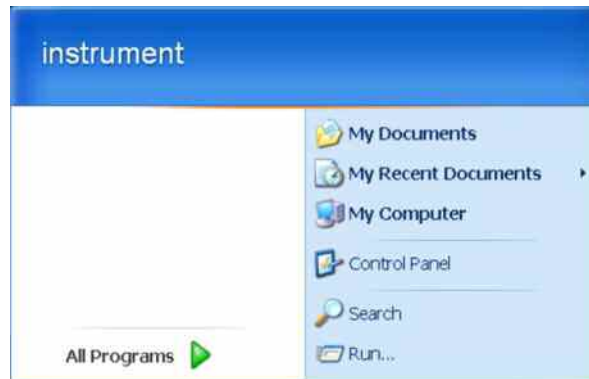 instrument
My Documents
My Recent Documents
My Computer
Control Panel
Search
All Programs
Run...